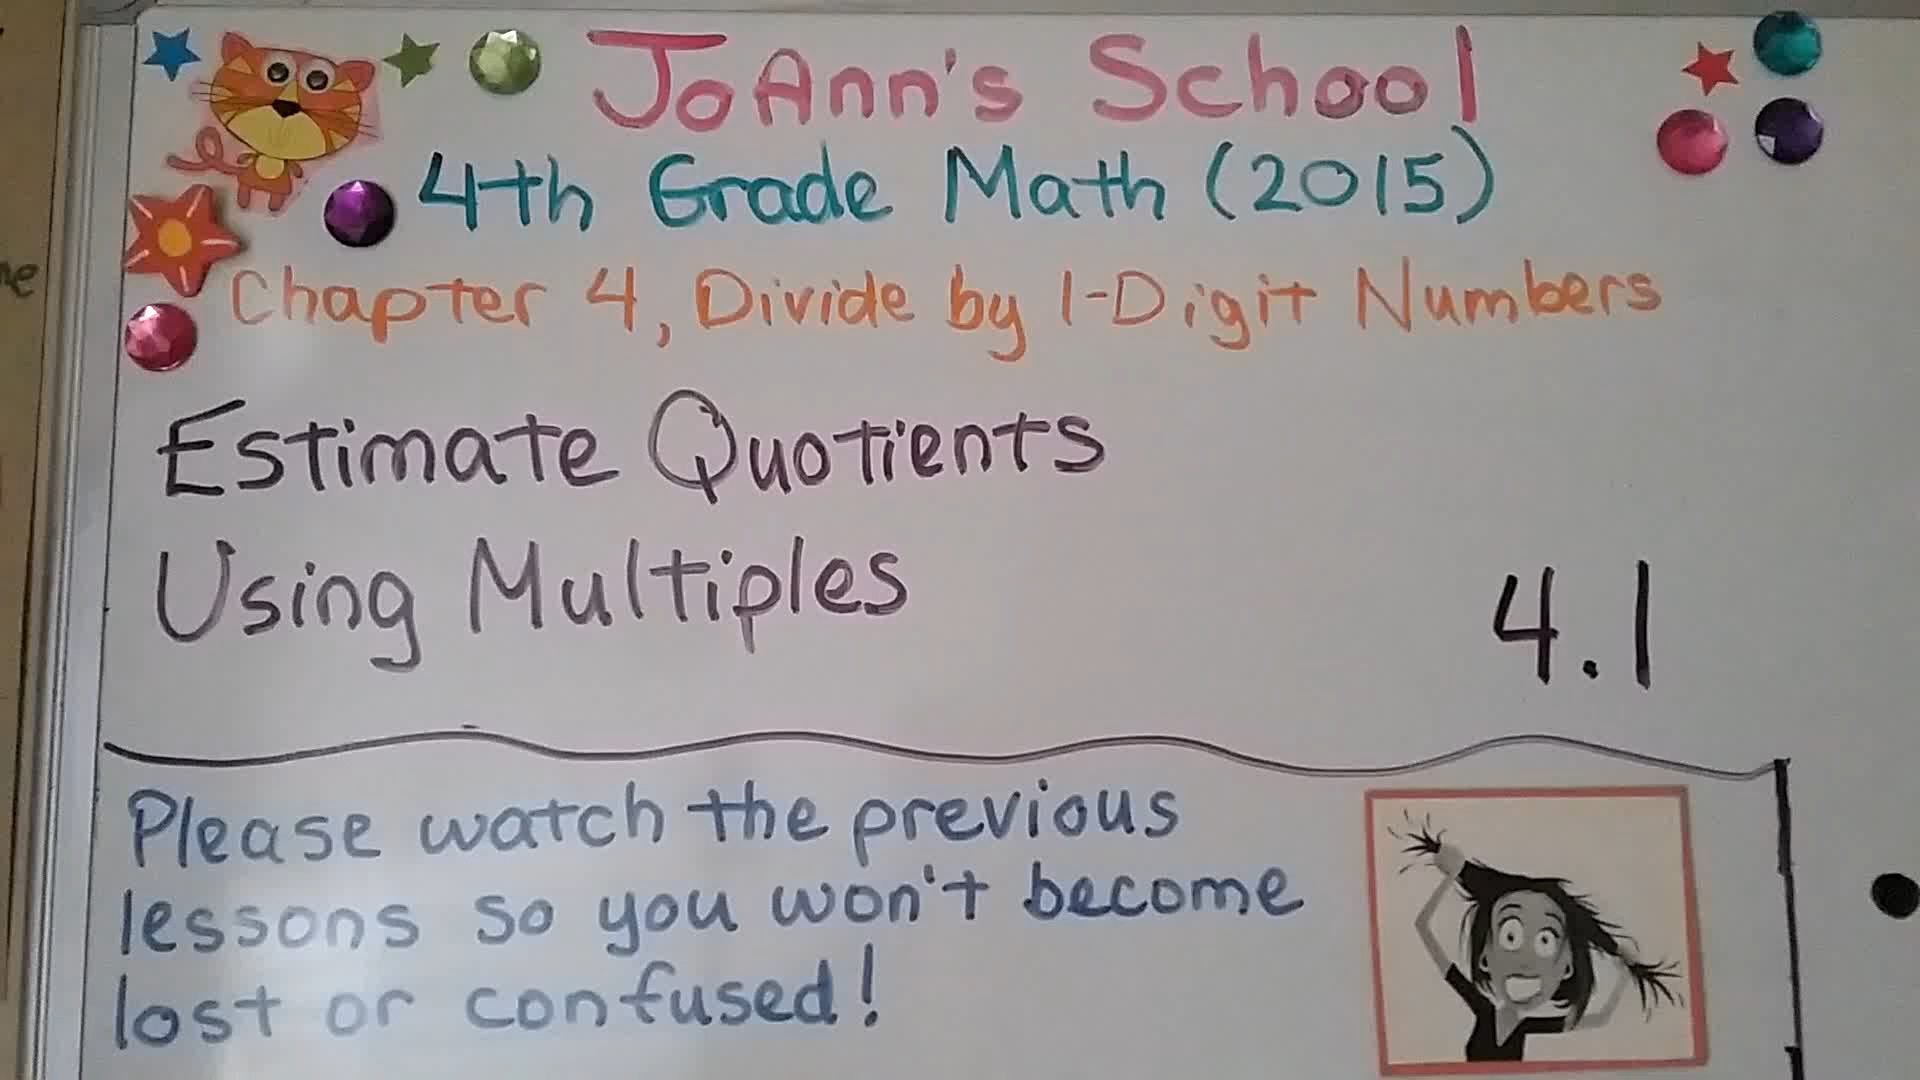 JoAnn's School
4th Grade Math (2015)
Chapter 4, Divide by 1-Digit Numbers
Estimate Quotients
Using Multiples
4.1
Please watch the previous
lessons so you won't become
lost or confused!